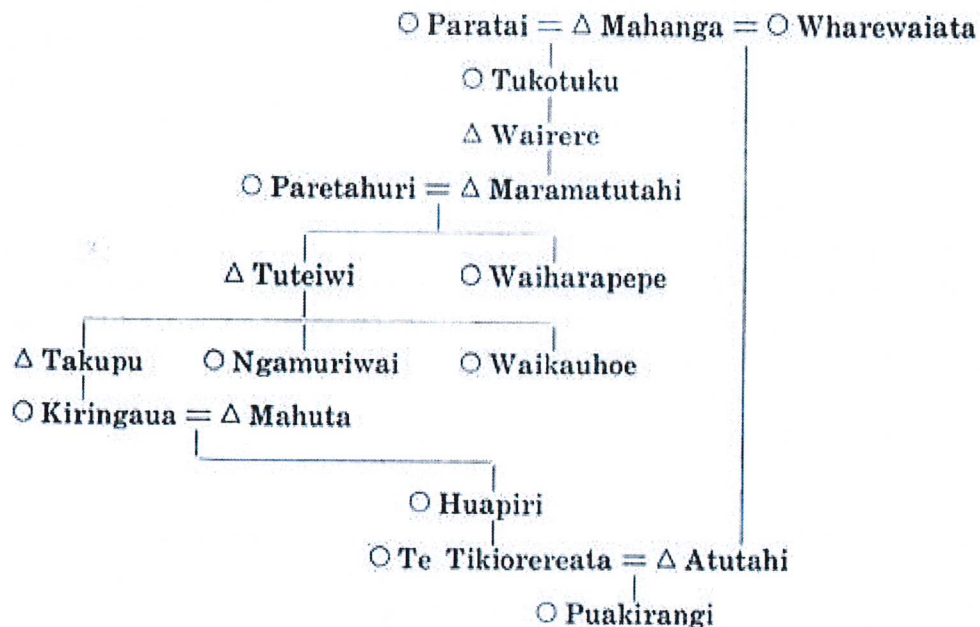 ○ Paratai = △ Mahanga = ○ Wharewaiata
○ Tukotuku
△ Wairere
○ Paretahuri = △ Maramatutahi
△ Tuteiwi ○ Waiharapepe
△ Takupu ○ Ngamuriwai ○ Waikauhoe
○ Kiringaua = △ Mahuta
○ Huapiri
○ Te Tikiorereata = △ Atutahi
○ Puakirangi